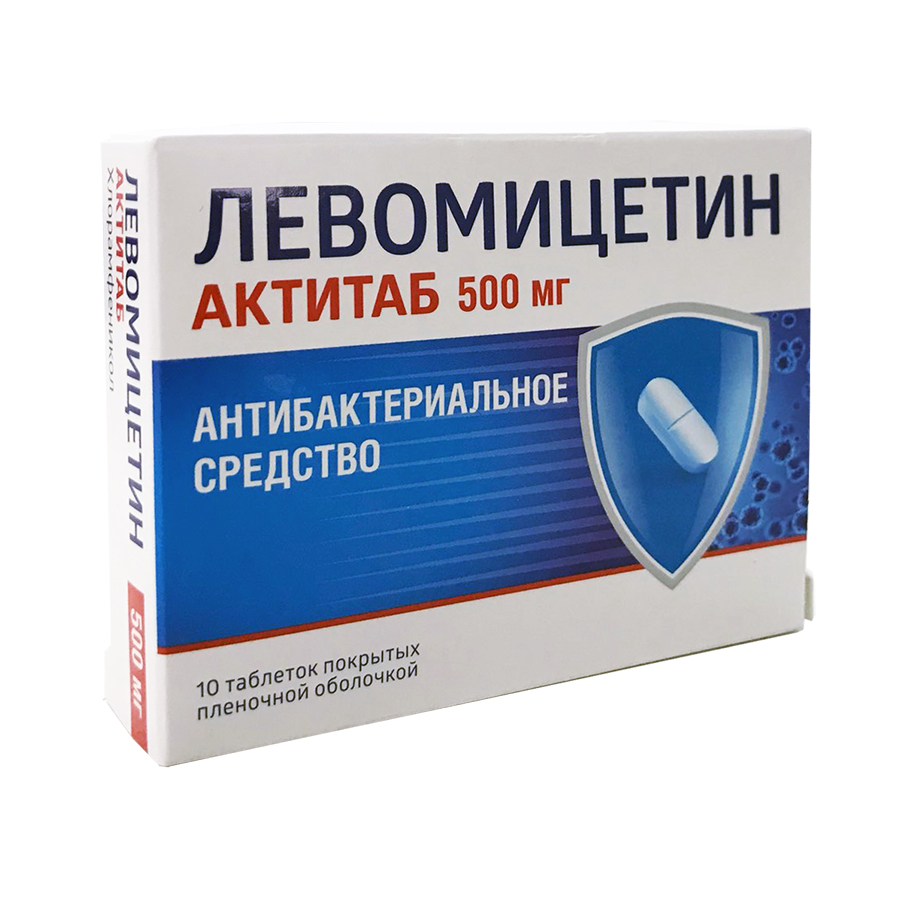 ЛЕВОМИЦЕТИН
АКТИТАБ 500 мг
АНТИБАКТЕРИАЛЬНОЕ
СРЕДСТВО
10 таблеток покрытых
пленочной оболочкой
ЛЕВОМИЦЕТИН
АКТИТАБ
Хлорамфеникол
500 мг